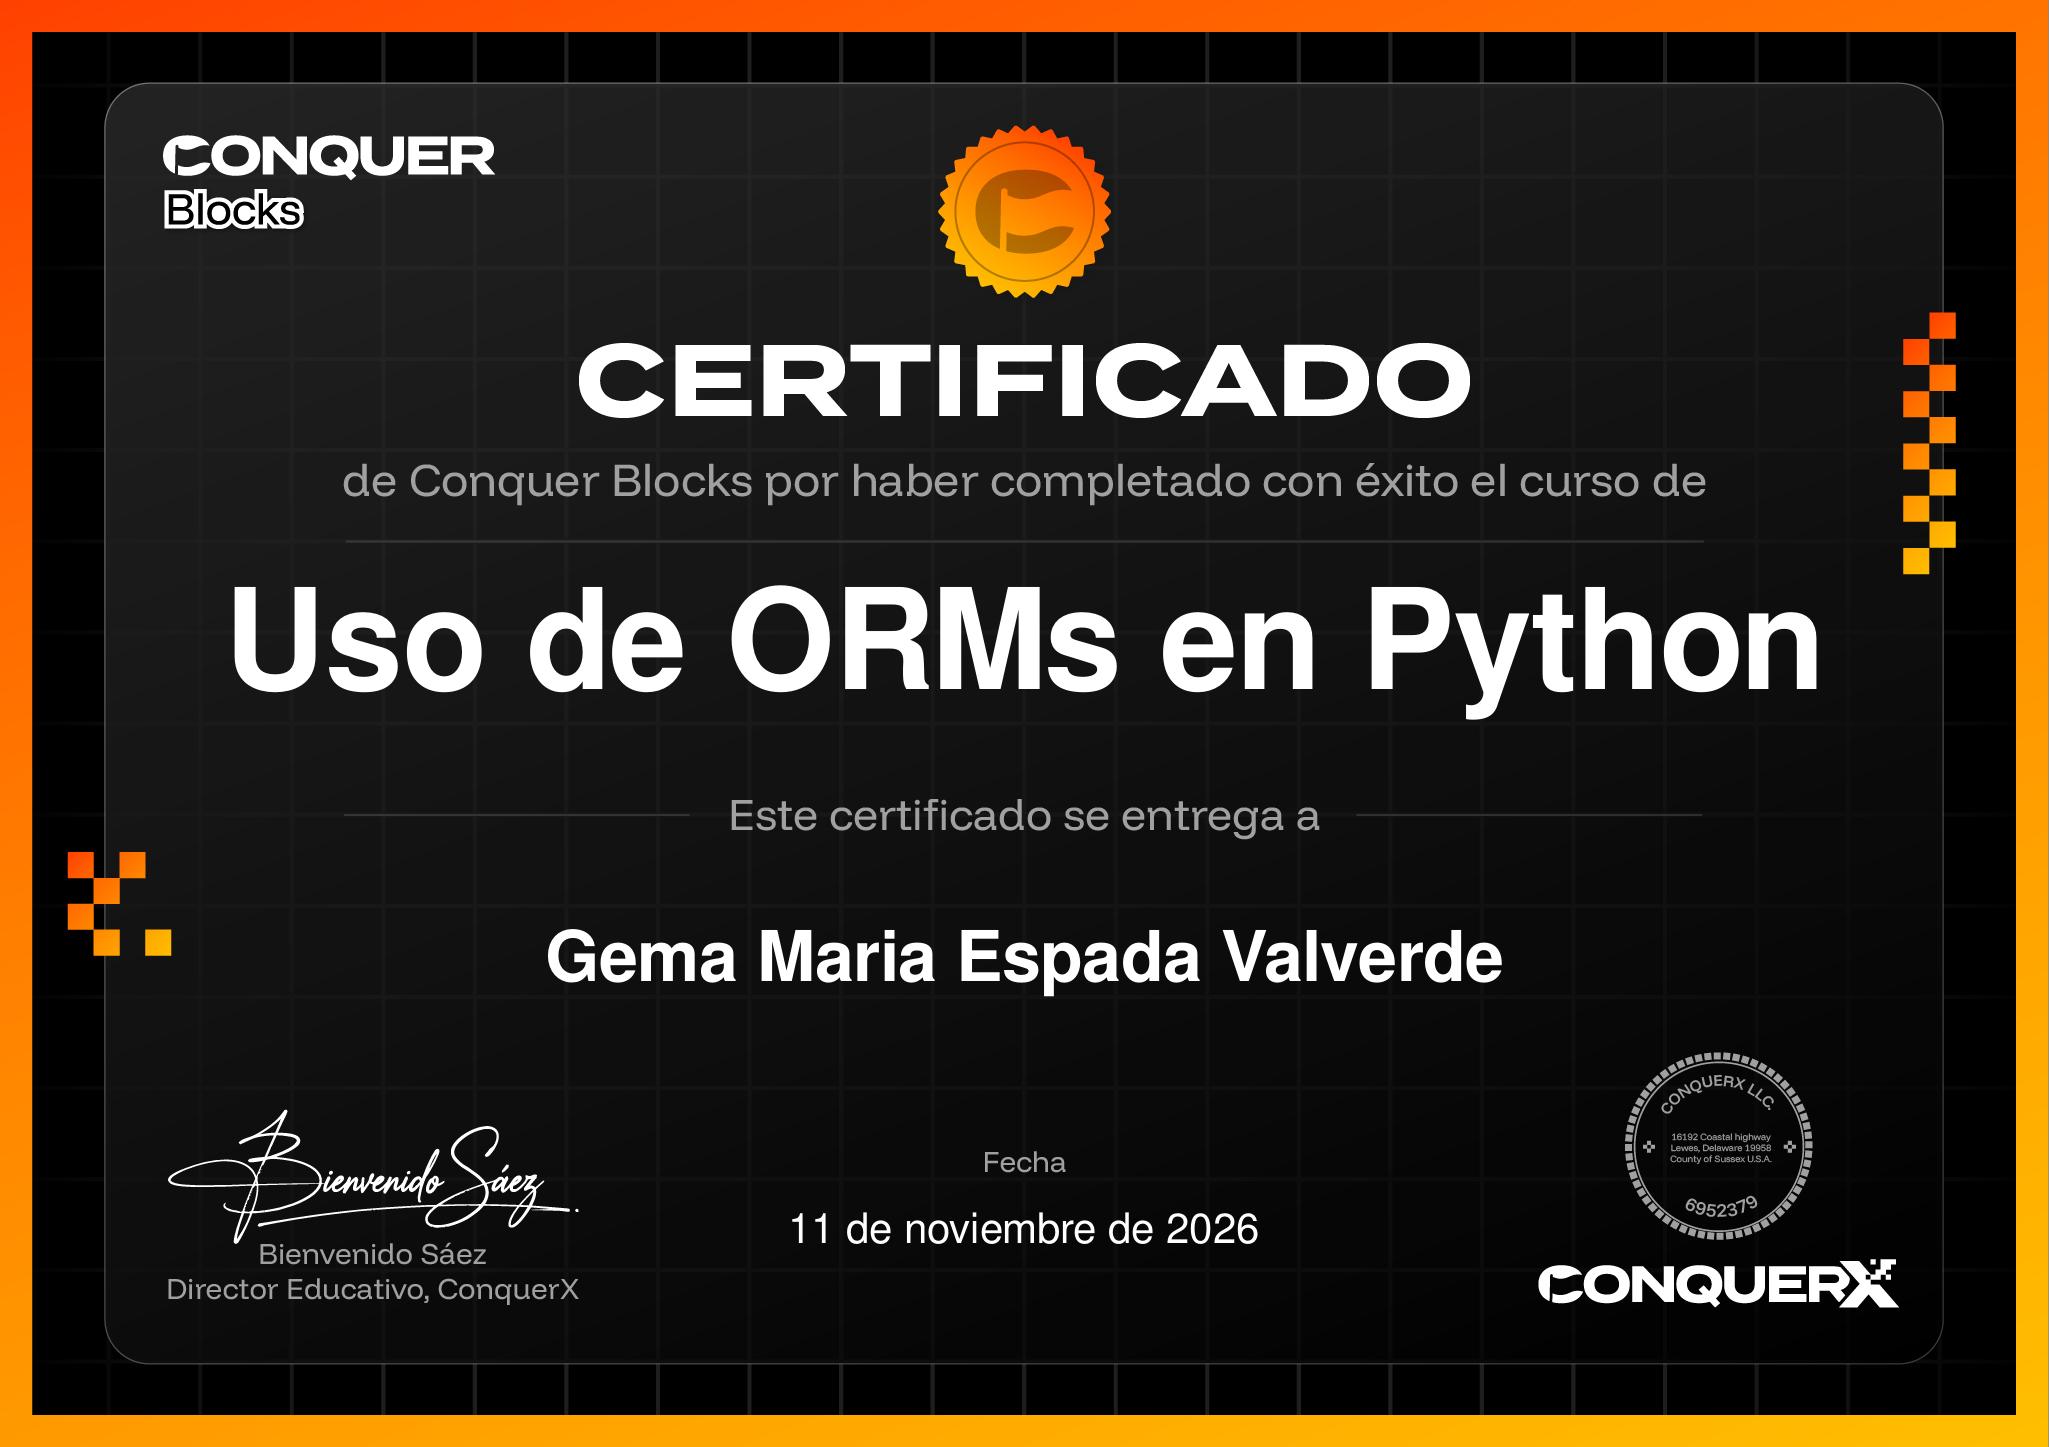 CONQUER
Blocks
CERTIFICADO
de Conquer Blocks por haber completado con éxito el curso de
Uso de ORMs en Python
Este certificado se entrega a
Gema Maria Espada Valverde
Bienvenido Sáez
Bienvenido Sáez
Director Educativo, ConquerX
Fecha
11 de noviembre de 2026
CONQUERX LLC.
16192 Coastal highway
Lewes, Delaware 19958
County of Sussex U.S.A.
6952379
CONQUERX